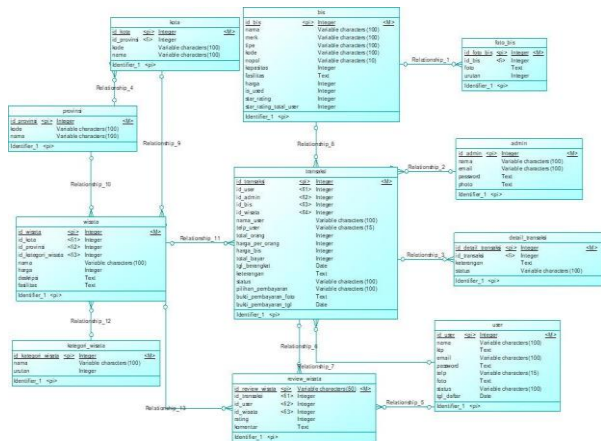 kota
id_kota <pi> Integer <M>
id_provinsi <fi> Integer
kode Variable characters(100)
nama Variable characters(100)
Identifier_1 <pi>
bis
id_bis <pi> Integer <M>
nama Variable characters(100)
merk Variable characters(100)
tipe Variable characters(100)
kode Variable characters(100)
nopol Variable characters(10)
kapasitas Integer
fasilitas Text
harga Integer
is_used Integer
star_rating Integer
star_rating_total_user Integer
Identifier_1 <pi>
Relationship_1
foto_bis
id_foto_bis <pi> Integer <M>
id_bis <fi> Integer
foto Text
urutan Integer
Identifier_1 <pi>
Relationship_4
provinsi
id_provinsi <pi> Integer <M>
kode Variable characters(100)
nama Variable characters(100)
Identifier_1 <pi>
Relationship_9
Relationship_10
Relationship_2
admin
id_admin <pi> Integer <M>
nama Variable characters(100)
email Variable characters(100)
password Text
photo Text
Identifier_1 <pi>
transaksi
id_transaksi <pi> Integer <M>
id_user <fi1> Integer
id_admin <fi2> Integer
id_bis <fi3> Integer
id_wisata <fi4> Integer
nama_user Variable characters(100)
telp_user Variable characters(15)
total_orang Integer
harga_per_orang Integer
harga_bis Integer
total_bayar Integer
tgl_berangkat Date
keterangan Text
status Variable characters(100)
pilihan_pembayaran Variable characters(100)
bukti_pembayaran_foto Text
bukti_pembayaran_tgl Date
Identifier_1 <pi>
wisata
id_wisata <pi> Integer <M>
id_kota <fi1> Integer
id_provinsi <fi2> Integer
id_kategori_wisata <fi3> Integer
nama Variable characters(100)
harga Integer
deskripsi Text
fasilitas Text
Identifier_1 <pi>
Relationship_11
Relationship_3
detail_transaksi
id_detail_transaksi <pi> Integer <M>
id_transaksi <fi> Integer
keterangan Text
status Variable characters(100)
Identifier_1 <pi>
Relationship_12
kategori_wisata
id_kategori_wisata <pi> Integer <M>
nama Variable characters(100)
urutan Integer
Identifier_1 <pi>
Relationship_7
user
id_user <pi> Integer <M>
nama Variable characters(100)
ktp Text
email Variable characters(100)
password Text
telp Variable characters(15)
foto Text
status Variable characters(100)
tgl_daftar Date
Identifier_1 <pi>
Relationship_13
review_wisata
id_review_wisata <pi> Variable characters(50) <M>
id_transaksi <fi1> Integer
id_user <fi2> Integer
id_wisata <fi3> Integer
rating Integer
komentar Text
Identifier_1 <pi>
Relationship_5